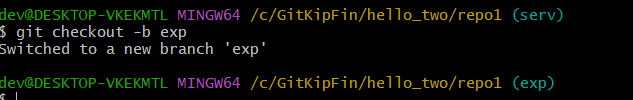 dev@DESKTOP-VKEKMTL MINGW64 /c/GitKipFin/hello_two/repo1 (serv)
$ git checkout -b exp
Switched to a new branch 'exp'
dev@DESKTOP-VKEKMTL MINGW64 /c/GitKipFin/hello_two/repo1 (exp)
$